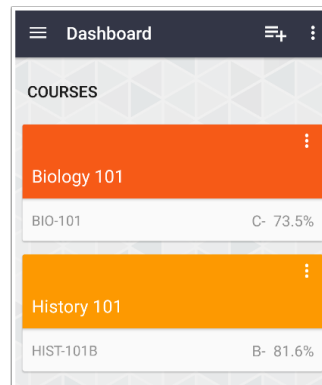 Dashboard
COURSES
Biology 101
BIO-101 C- 73.5%
History 101
HIST-101B B- 81.6%